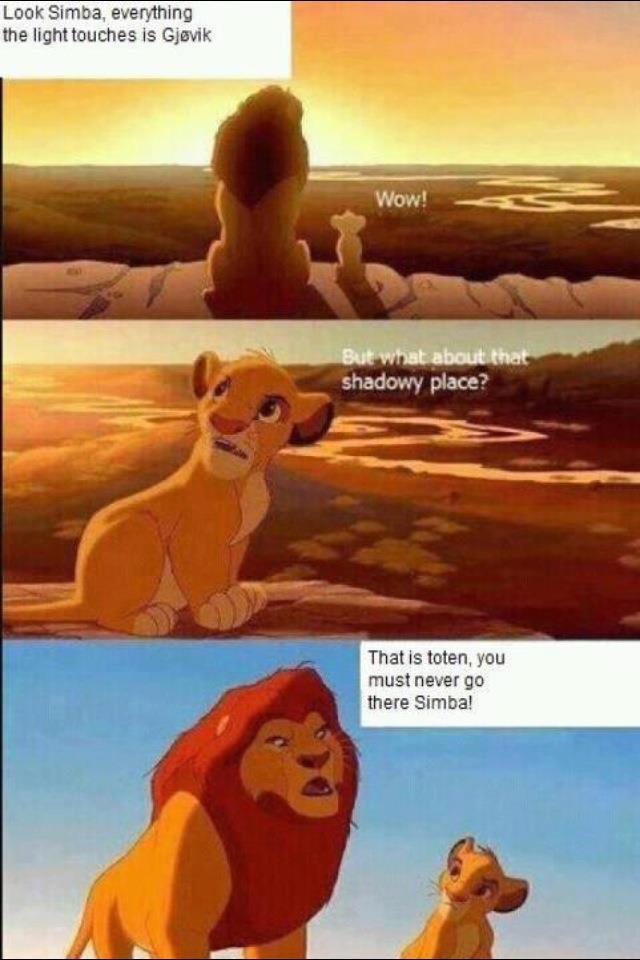 Look Simba, everything
the light touches is Gjøvik
Wow!
But what about that
shadowy place?
That is toten, you
must never go
there Simba!